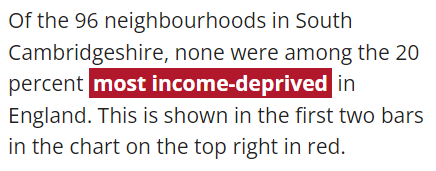 Of the 96 neighbourhoods in South
Cambridgeshire, none were among the 20
percent most income-deprived in
England. This is shown in the first two bars
in the chart on the top right in red.